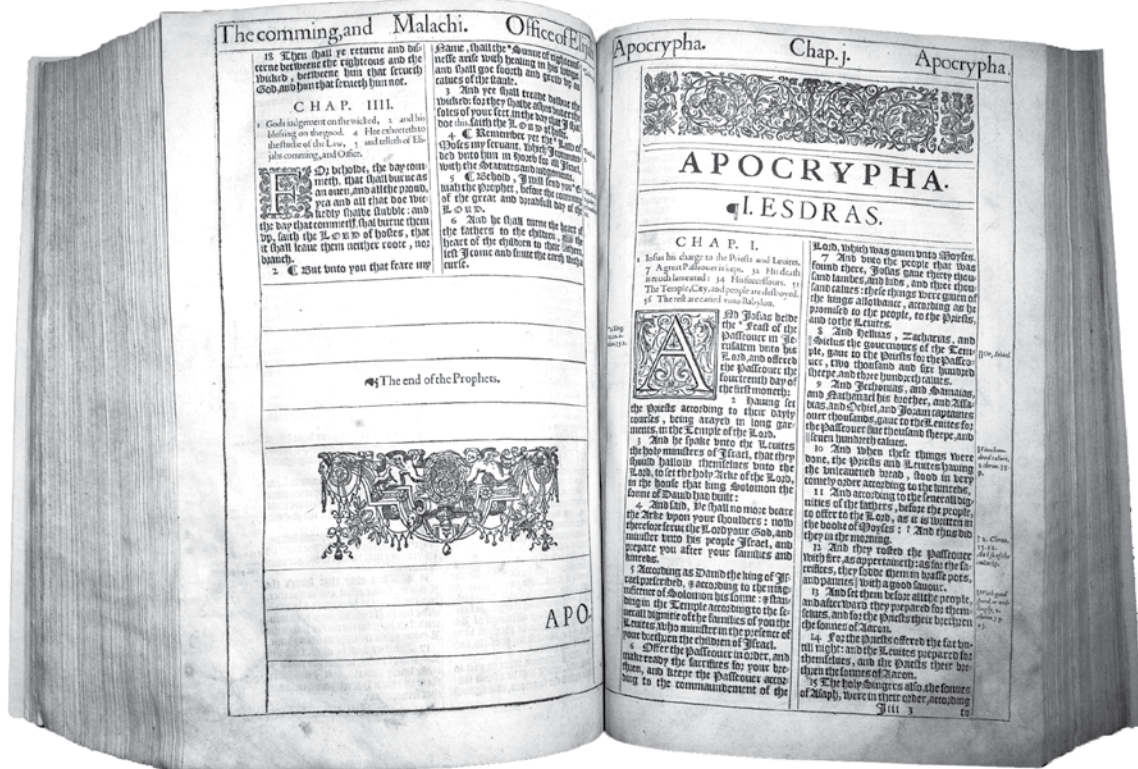 The comming, and Malachi. Office of
18 Then shall ye returne and dis-
cerne betweene the righteous and the
wicked, betweene him that serueth
God, and him that serueth him not.
CHAP. IIII.
1 Gods iudgement on the wicked, 2 and his
blessing on the good. 4 Hee exhorteth to
the studie of the Law, 5 and telleth of Eli-
iahs comming, and Office.
FOr beholde, the day com-
meth, that shall burne as
an ouen, and all the proud,
yea and all that doe wic-
kedly shalbe stubble: and
the day that commeth, shal burne them
vp, saith the LORD of hostes, that
it shall leaue them neither roote, nor
branch.
2 ¶ But vnto you that feare my
Name, shall the Sunne of righteous-
nesse arise with healing in his wings,
and shall goe foorth and grow vp as
calues of the staule.
3 And yee shall treade downe the
wicked: for they shalbe ashes vnder the
soles of your feet, in the day that I shal
doe this, saith the LORD of hosts.
4 ¶ Remember yee the Law of
Moses my seruant, which I comman-
ded vnto him in Horeb for all Israel,
with the Statutes and iudgements.
5 ¶ Behold, I will send you
iiah the Prophet, before the comming
of the great and dreadfull day of the
LORD.
6 And he shall turne the heart of
the fathers to the children, and the
heart of the children to their fathers,
lest I come and smite the earth with a
curse.
The end of the Prophets.
APO-
Apocrypha. Chap. j. Apocrypha.
APOCRYPHA.
¶I. ESDRAS.
CHAP. I.
1 Iosias his charge to the Priests and Leuites.
7 A great Passeouer is kept. 32 His death
is much lamented: 34 His successours. 53
The Temple, City, and people are destroyed.
56 The rest are caried vnto Babylon.
ANd Iosias helde
the Feast of the
Passeouer in Ie-
rusalem vnto his
Lord, and offered
the Passeouer the
fourteenth day of
the first moneth:
2 Hauing set
the Priests according to their dayly
courses, being arayed in long gar-
ments, in the Temple of the Lord.
3 And he spake vnto the Leuites
the holy ministers of Israel, that they
should hallow themselues vnto the
Lord, to set the holy Arke of the Lord,
in the house that king Solomon the
sonne of Dauid had built:
4 And said, Ye shall no more beare
the Arke vpon your shoulders: now
therefore serue the Lord your God, and
minister vnto his people Israel, and
prepare you after your families and
kinreds.
5 According as Dauid the king of Is-
rael prescribed, & according to the mag-
nificence of Solomon his sonne: & stan-
ding in the Temple according to the se-
uerall dignitie of the families of you the
Leuites, who minister in the presence of
your brethren the children of Israel.
6 Offer the Passeouer in order, and
make ready the sacrifices for your bre-
thren, and keepe the Passeouer accor-
ding to the commaundement of the
Lord, which was giuen vnto Moyses.
7 And vnto the people that was
found there, Iosias gaue thirty thou-
sand lambes, and kids, and three thou-
sand calues: these things were giuen of
the kings allowance, according as he
promised to the people, to the Priests,
and to the Leuites.
8 And Helkias, Zacharias, and
Sielus the gouernours of the Tem-
ple, gaue to the Priests for the Passeo-
uer, two thousand and sixe hundred
sheepe, and three hundreth calues.
9 And Iechonias, and Samaias,
and Nathanael his brother, and Assa-
bias, and Ochiel, and Ioram captaines
ouer thousands, gaue to the Leuites for
the Passeouer fiue thousand sheepe, and
seuen hundreth calues.
10 And when these things were
done, the Priests and Leuites hauing
the vnleauened bread, stood in very
comely order according to the kinreds,
11 And according to the seuerall dig-
nities of the fathers, before the people,
to offer to the Lord, as it is written in
the booke of Moyses: And thus did
they in the morning.
12 And they rosted the Passeouer
with fire, as appertaineth: as for the sa-
crifices, they sodde them in brasse pots,
and pannes with a good sauour.
13 And set them before all the people,
and afterward they prepared for them-
selues, and for the Priests their brethren
the sonnes of Aaron.
14 For the Priests offered the fat vn-
till night: and the Leuites prepared for
themselues, and the Priests their bre-
thren the sonnes of Aaron.
15 The holy Singers also, the sonnes
of Asaph, were in their order, according
Iiii 3 to